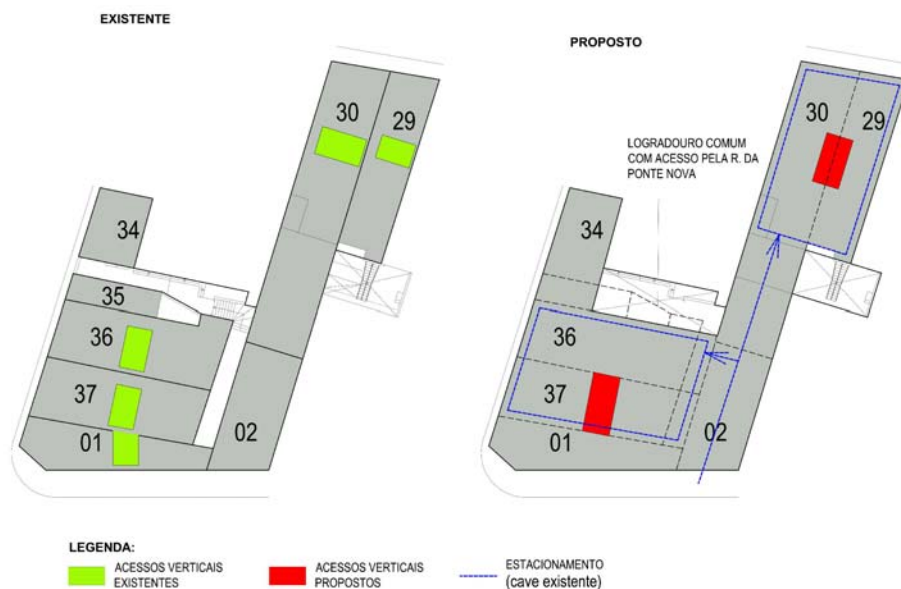 EXISTENTE
30
29
34
35
36
37
01
02
PROPOSTO
30
29
LOGRADOURO COMUM
COM ACESSO PELA R. DA
PONTE NOVA
34
36
37
01
02
LEGENDA:
ACESSOS VERTICAIS
EXISTENTES
ACESSOS VERTICAIS
PROPOSTOS
ESTACIONAMENTO
(cave existente)